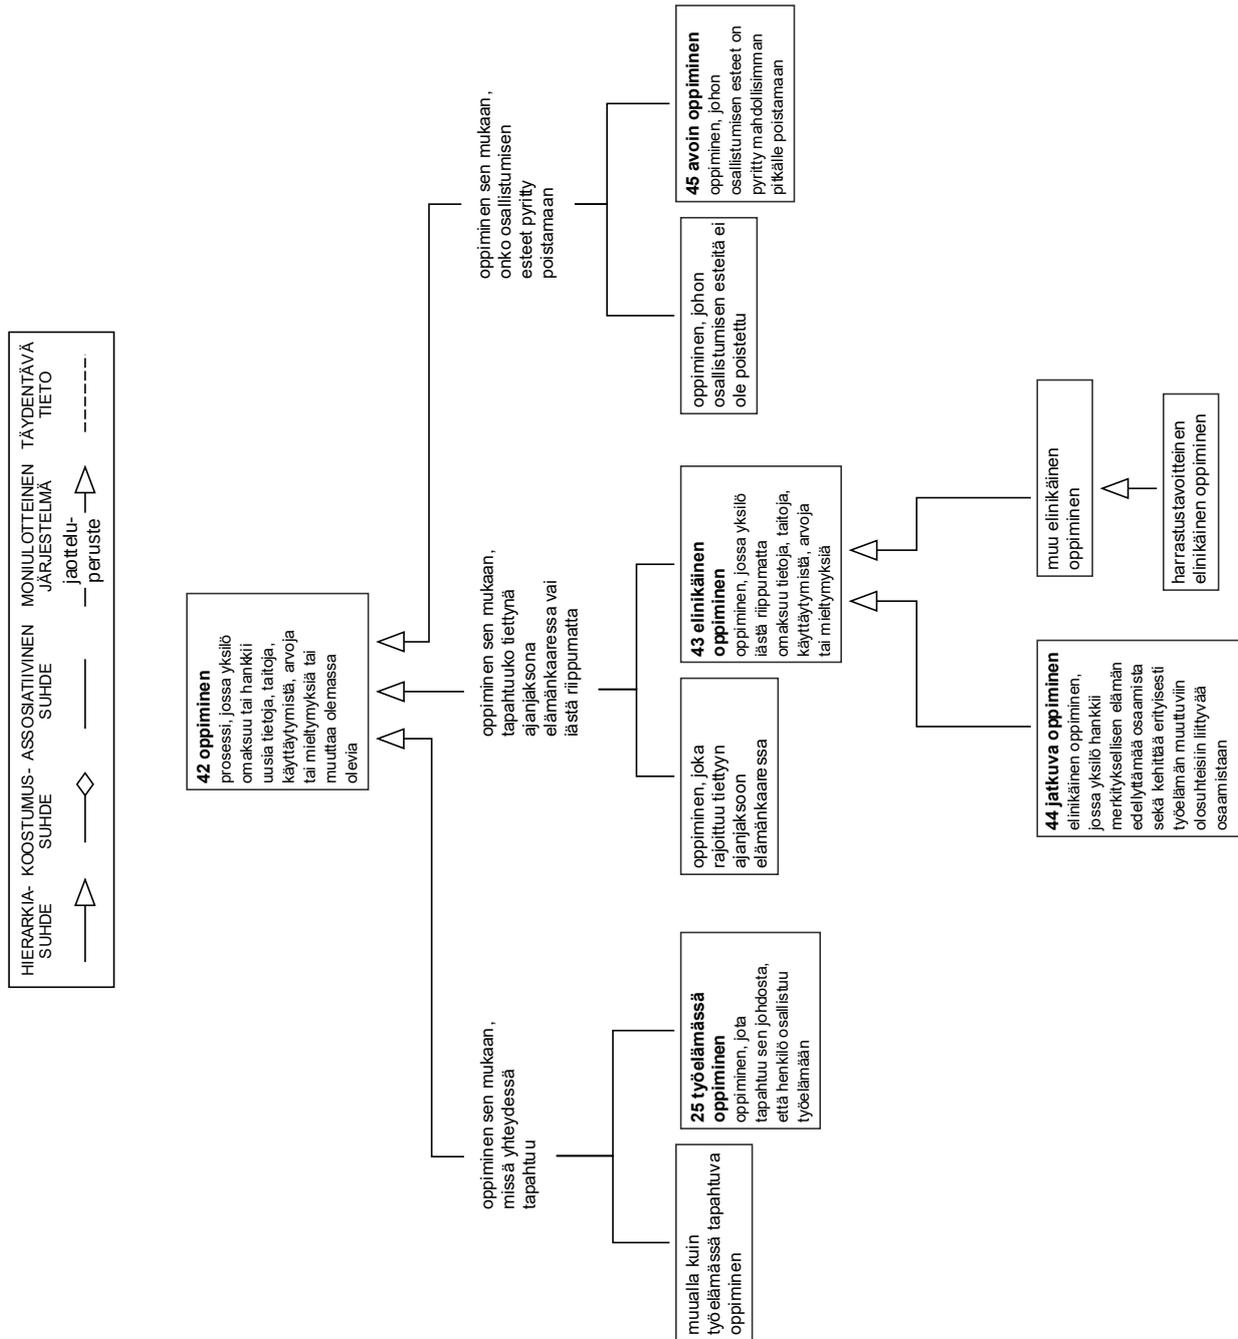 HIERARKIA-
SUHDE
KOOSTUMUS-
SUHDE
ASSOSIATIIVINEN
SUHDE
MONIULOTTEINEN
JÄRJESTELMÄ
jaottelu-
peruste
TÄYDENTÄVÄ
TIETO
42 oppiminen
prosessi, jossa yksilö
omaksuu tai hankkii
uusia tietoja, taitoja,
käyttäytymistä, arvoja
tai mieltymyksiä tai
muuttaa olemassa
olevia
oppiminen sen mukaan,
missä yhteydessä
tapahtuu
oppiminen sen mukaan,
tapahtuuko tiettynä
ajanjaksona
elämänkaaressa vai
iästä riippumatta
oppiminen sen mukaan,
onko osallistumisen
esteet pyritty
poistamaan
muualla kuin
työelämässä tapahtuva
oppiminen
25 työelämässä
oppiminen
oppiminen, jota
tapahtuu sen johdosta,
että henkilö osallistuu
työelämään
oppiminen, joka
rajoittuu tiettyyn
ajanjaksoon
elämänkaaressa
43 elinikäinen
oppiminen
oppiminen, jossa yksilö
iästä riippumatta
omaksuu tietoja, taitoja,
käyttäytymistä, arvoja
tai mieltymyksiä
oppiminen, johon
osallistumisen esteitä ei
ole poistettu
45 avoin oppiminen
oppiminen, johon
osallistumisen esteet on
pyritty mahdollisimman
pitkälle poistamaan
44 jatkuva oppiminen
elinikäinen oppiminen,
jossa yksilö hankkii
merkityksellisen elämän
edellyttämää osaamista
sekä kehittää erityisesti
työelämän muuttuviin
olosuhteisiin liittyvää
osaamistaan
muu elinikäinen
oppiminen
harrastustavoitteinen
elinikäinen oppiminen